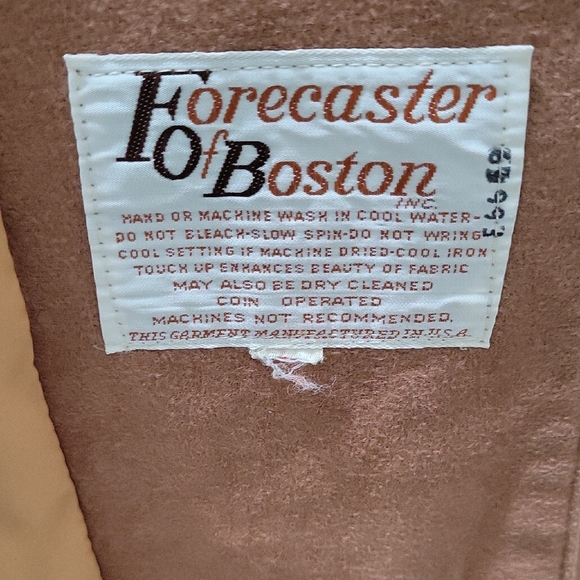 Forecaster
Of Boston
INC.
HAND OR MACHINE WASH IN COOL WATER-
DO NOT BLEACH-SLOW SPIN-DO NOT WRING
COOL SETTING IF MACHINE DRIED-COOL IRON
TOUCH UP ENHANCES BEAUTY OF FABRIC
MAY ALSO BE DRY CLEANED
COIN OPERATED
MACHINES NOT RECOMMENDED.
THIS GARMENT MANUFACTURED IN U.S.A.